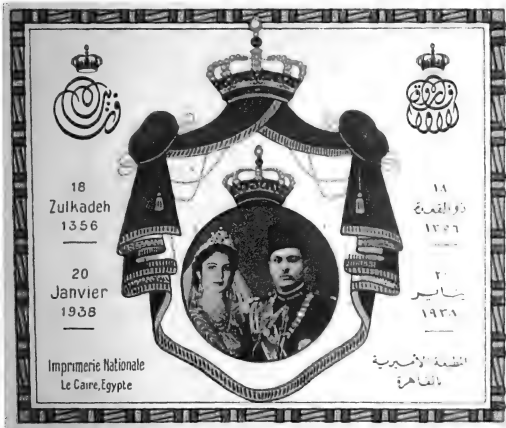 18
Zulkadeh
1356
20
Janvier
1938
Imprimerie Nationale
Le Caire, Egypte
١٨
ذو القعدة
١٣٥٦
٢٠
يناير
١٩٣٨
المطبعة الأميرية
بالقاهرة